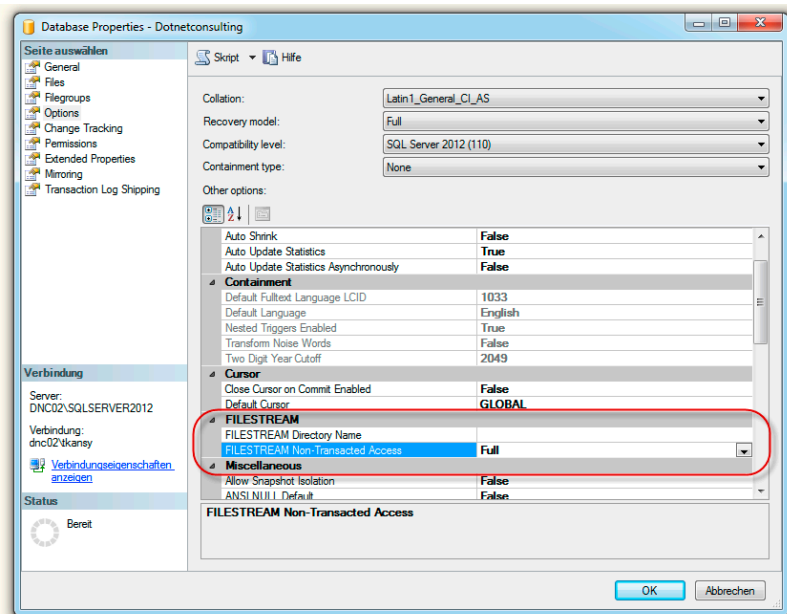 Database Properties - Dotnetconsulting
Seite auswählen
General
Files
Filegroups
Options
Change Tracking
Permissions
Extended Properties
Mirroring
Transaction Log Shipping
Skript Hilfe
Collation: Latin1_General_CI_AS
Recovery model: Full
Compatibility level: SQL Server 2012 (110)
Containment type: None
Other options:
Auto Shrink False
Auto Update Statistics True
Auto Update Statistics Asynchronously False
Containment
Default Fulltext Language LCID 1033
Default Language English
Nested Triggers Enabled True
Transform Noise Words False
Two Digit Year Cutoff 2049
Cursor
Close Cursor on Commit Enabled False
Default Cursor GLOBAL
FILESTREAM
FILESTREAM Directory Name
FILESTREAM Non-Transacted Access Full
Miscellaneous
Allow Snapshot Isolation False
ANSI NULL Default False
FILESTREAM Non-Transacted Access
Verbindung
Server:
DNC02\SQLSERVER2012
Verbindung:
dnc02\tkansy
Verbindungseigenschaften
anzeigen
Status
Bereit
OK Abbrechen